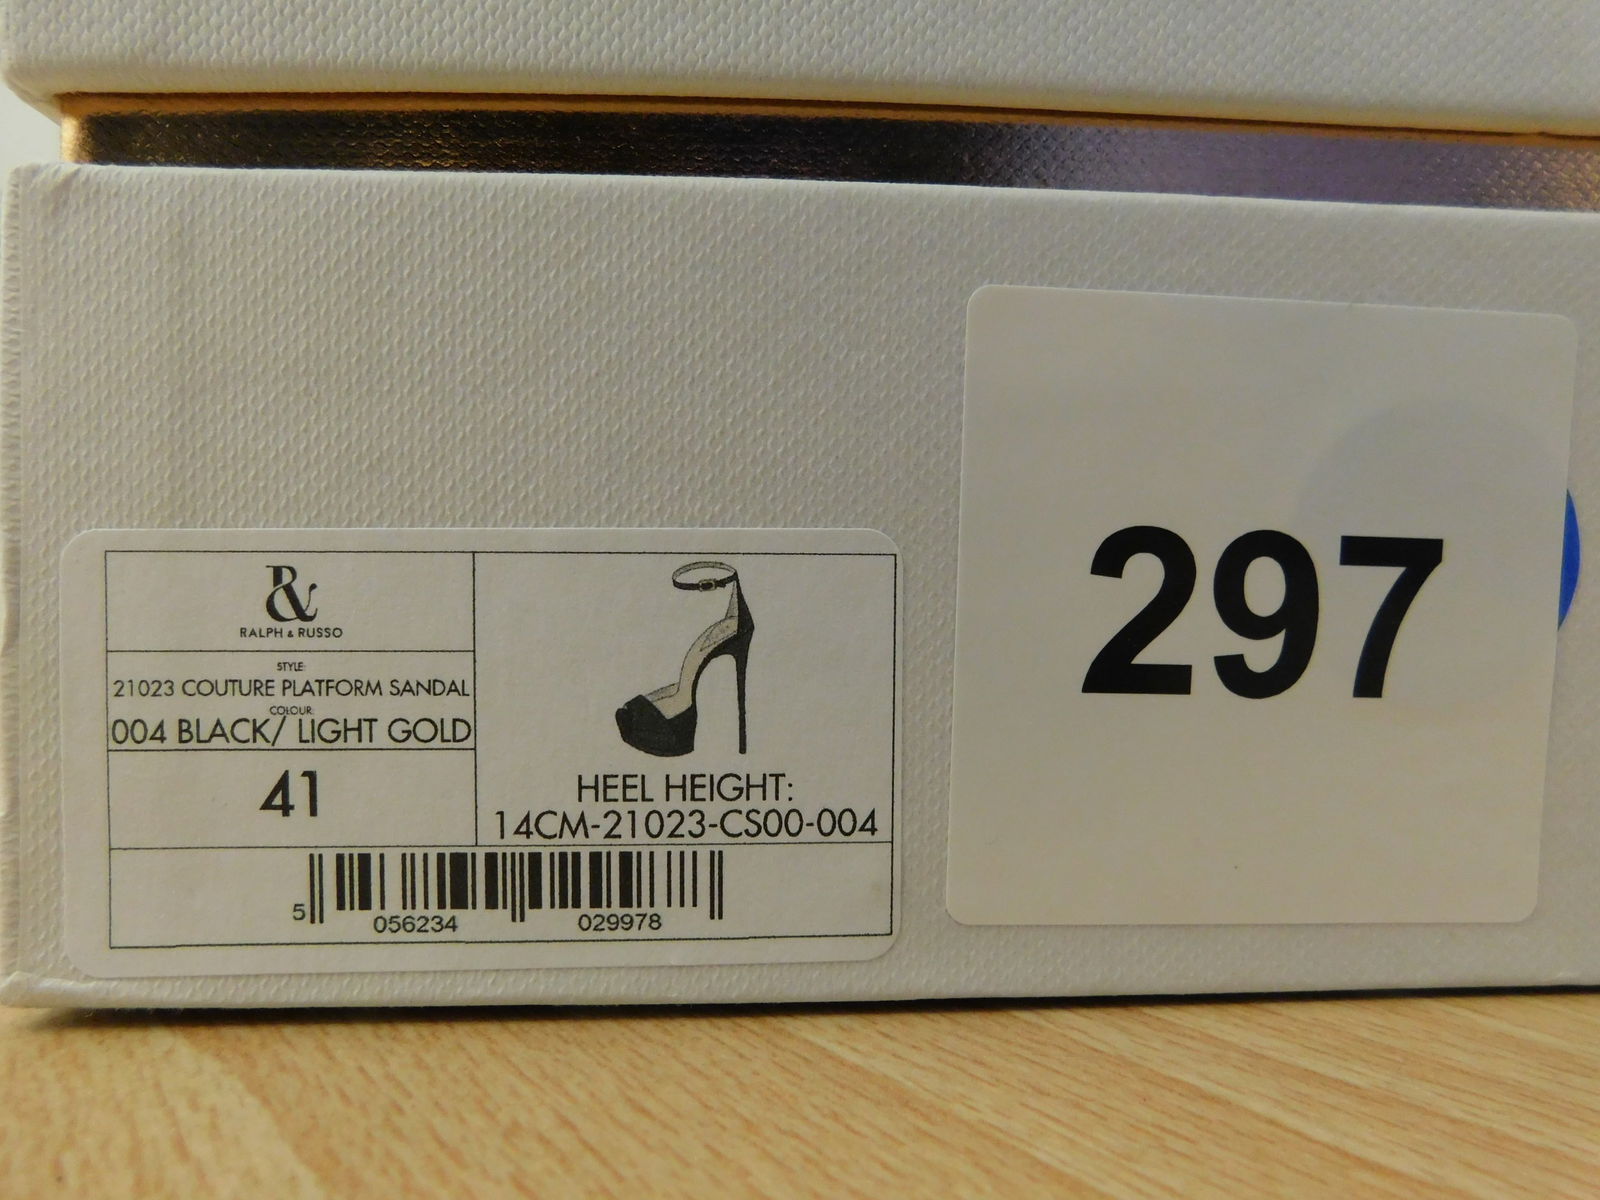 R&
RALPH & RUSSO
STYLE:
21023 COUTURE PLATFORM SANDAL
COLOUR:
004 BLACK/ LIGHT GOLD
41
HEEL HEIGHT:
14CM-21023-CS00-004
5 056234 029978
297